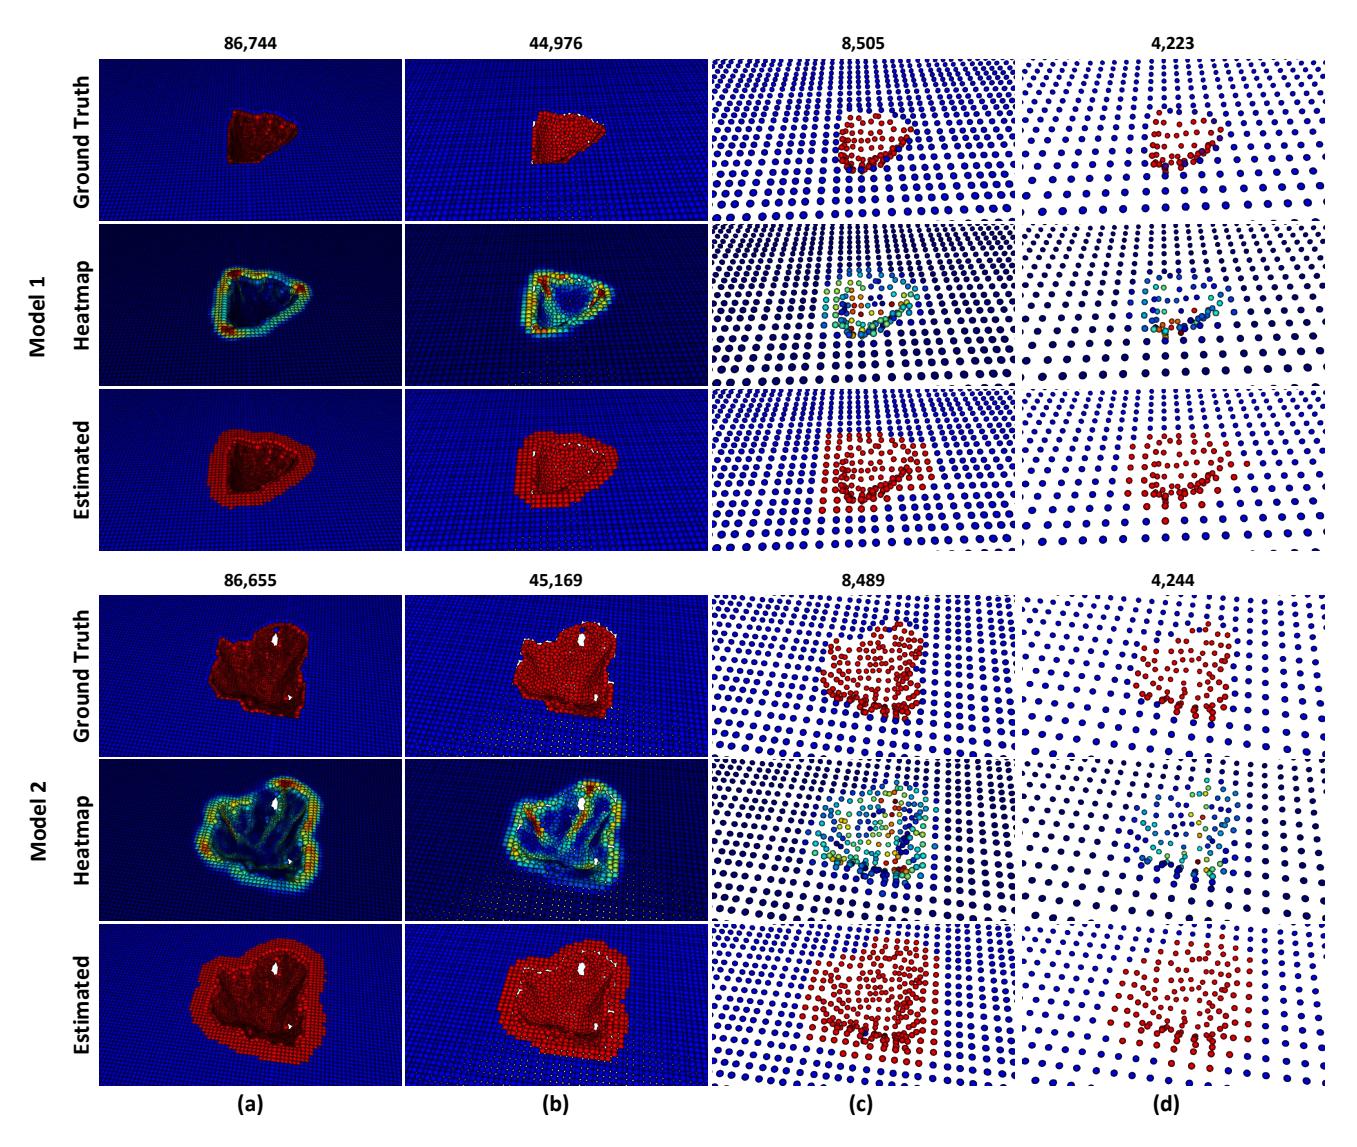 86,744 44,976 8,505 4,223
Model 1
Ground Truth
Heatmap
Estimated
86,655 45,169 8,489 4,244
Model 2
Ground Truth
Heatmap
Estimated
(a) (b) (c) (d)